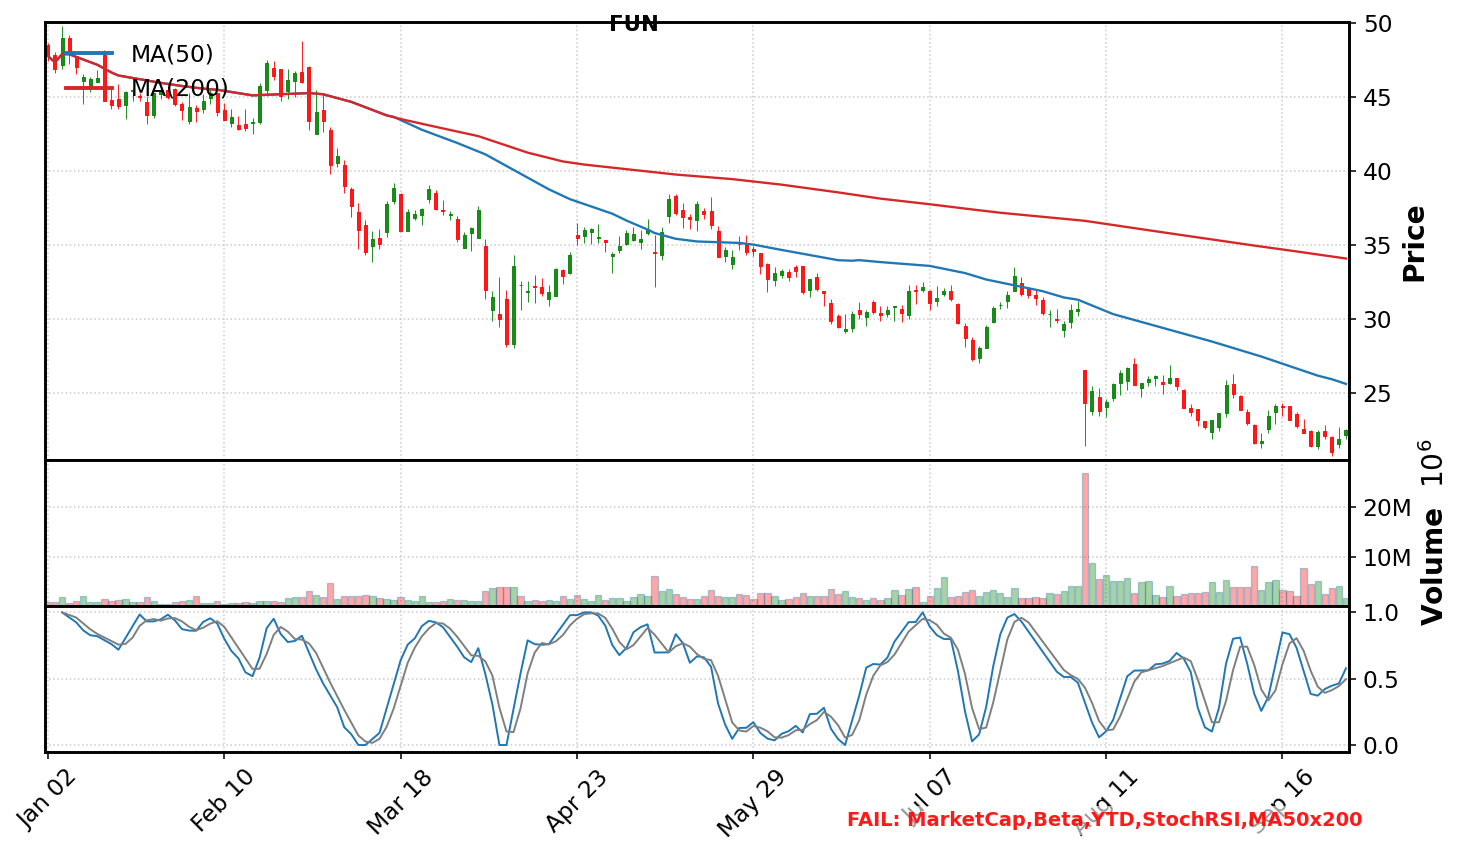 FUN
MA(50)
MA(200)
50
45
40
35
30
25
Price
20M
10M
Volume 10⁶
1.0
0.5
0.0
Jan 02
Feb 10
Mar 18
Apr 23
May 29
Jul 07
Aug 11
Sep 16
FAIL: MarketCap,Beta,YTD,StochRSI,MA50x200